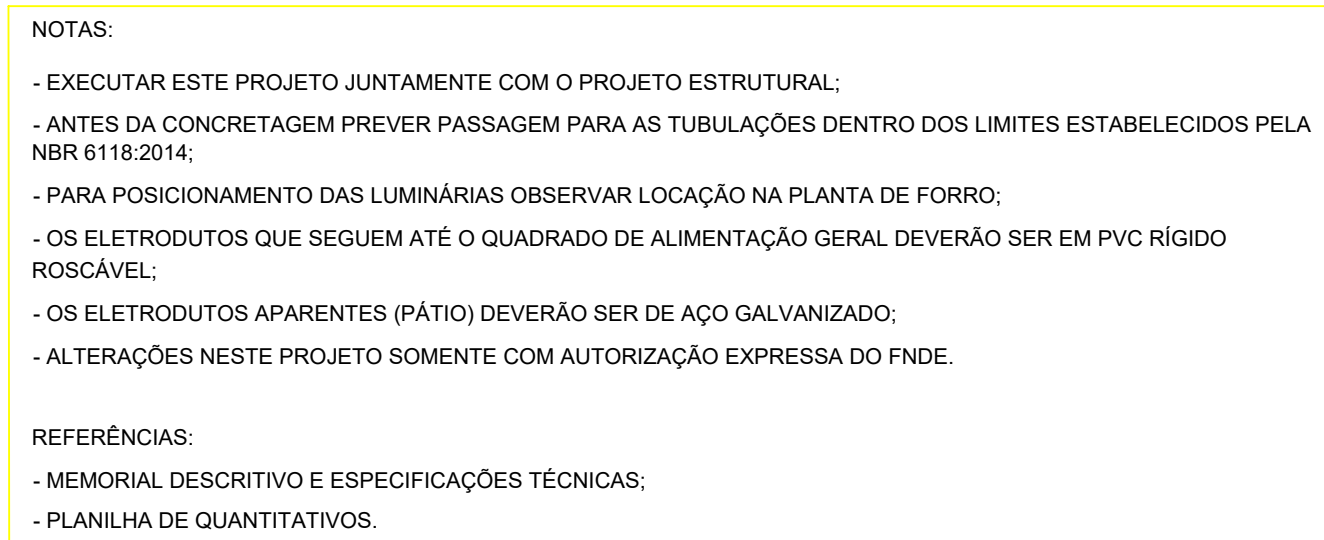 NOTAS:
- EXECUTAR ESTE PROJETO JUNTAMENTE COM O PROJETO ESTRUTURAL;
- ANTES DA CONCRETAGEM PREVER PASSAGEM PARA AS TUBULAÇÕES DENTRO DOS LIMITES ESTABELECIDOS PELA
NBR 6118:2014;
- PARA POSICIONAMENTO DAS LUMINÁRIAS OBSERVAR LOCAÇÃO NA PLANTA DE FORRO;
- OS ELETRODUTOS QUE SEGUEM ATÉ O QUADRADO DE ALIMENTAÇÃO GERAL DEVERÃO SER EM PVC RÍGIDO
ROSCÁVEL;
- OS ELETRODUTOS APARENTES (PÁTIO) DEVERÃO SER DE AÇO GALVANIZADO;
- ALTERAÇÕES NESTE PROJETO SOMENTE COM AUTORIZAÇÃO EXPRESSA DO FNDE.
REFERÊNCIAS:
- MEMORIAL DESCRITIVO E ESPECIFICAÇÕES TÉCNICAS;
- PLANILHA DE QUANTITATIVOS.